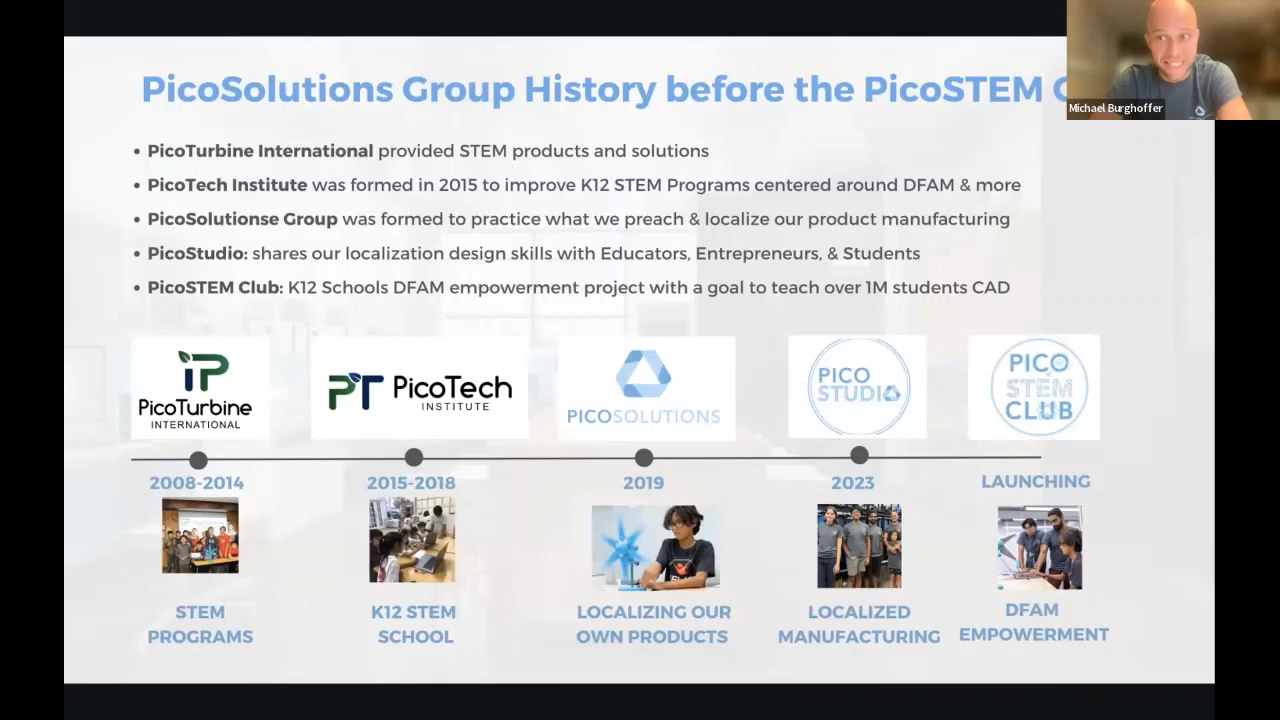 PicoSolutions Group History before the PicoSTEM
Michael Burghoffer
• PicoTurbine International provided STEM products and solutions
• PicoTech Institute was formed in 2015 to improve K12 STEM Programs centered around DFAM & more
• PicoSolutionse Group was formed to practice what we preach & localize our product manufacturing
• PicoStudio: shares our localization design skills with Educators, Entrepreneurs, & Students
• PicoSTEM Club: K12 Schools DFAM empowerment project with a goal to teach over 1M students CAD
PicoTurbine
INTERNATIONAL
PT PicoTech
INSTITUTE
PICOSOLUTIONS
PICO
STUDIO
PICO
STEM
CLUB
2008-2014
2015-2018
2019
2023
LAUNCHING
STEM
PROGRAMS
K12 STEM
SCHOOL
LOCALIZING OUR
OWN PRODUCTS
LOCALIZED
MANUFACTURING
DFAM
EMPOWERMENT